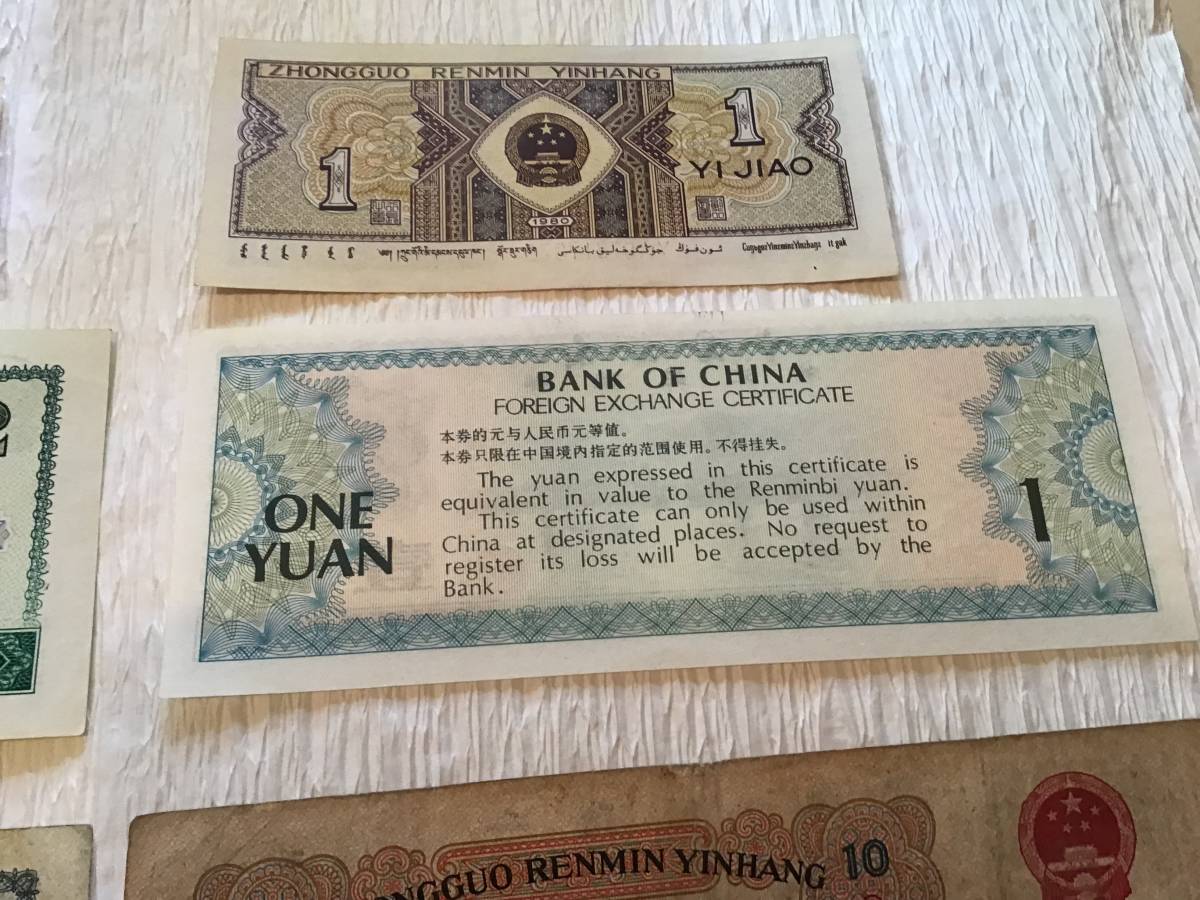 ZHONGGUO RENMIN YINHANG
1
1
YI JIAO
1980
BANK OF CHINA
FOREIGN EXCHANGE CERTIFICATE
本券的元与人民币元等值。
本券只限在中国境内指定的范围使用。不得挂失。
The yuan expressed in this certificate is
equivalent in value to the Renminbi yuan.
This certificate can only be used within
China at designated places. No request to
register its loss will be accepted by the
Bank.
ONE
YUAN
1
2
ONGGUO RENMIN YINHANG 10